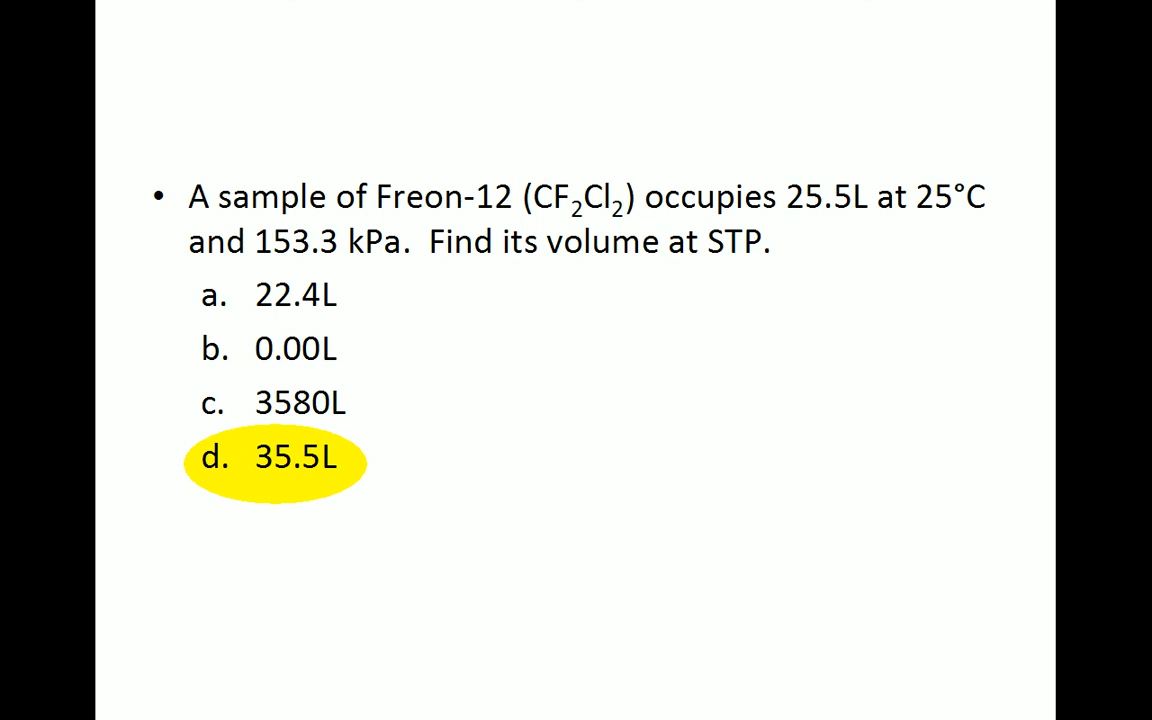 • A sample of Freon-12 (CF₂Cl₂) occupies 25.5L at 25°C
and 153.3 kPa.  Find its volume at STP.
a. 22.4L
b. 0.00L
c. 3580L
d. 35.5L